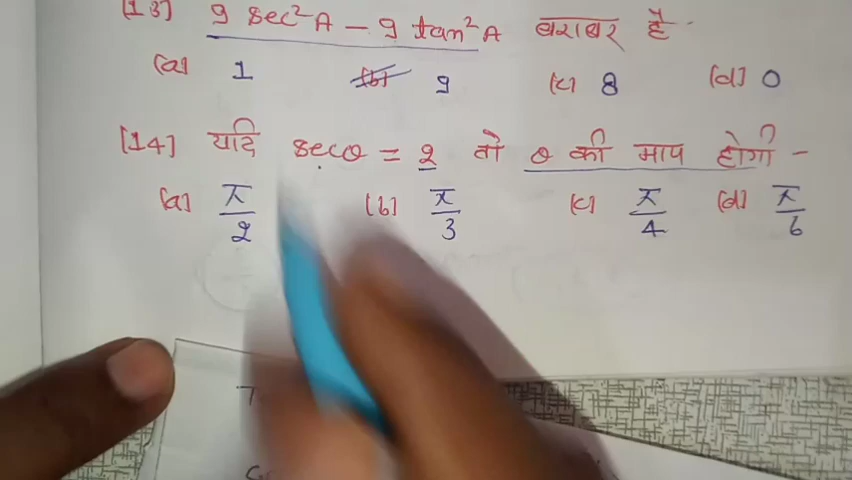 [13] 9 sec²A - 9 tan²A बराबर है -
(a) 1 (b) 9 (c) 8 (d) 0
[14] यदि secθ = 2 तो θ की माप होगी -
(a) π/2 (b) π/3 (c) π/4 (d) π/6